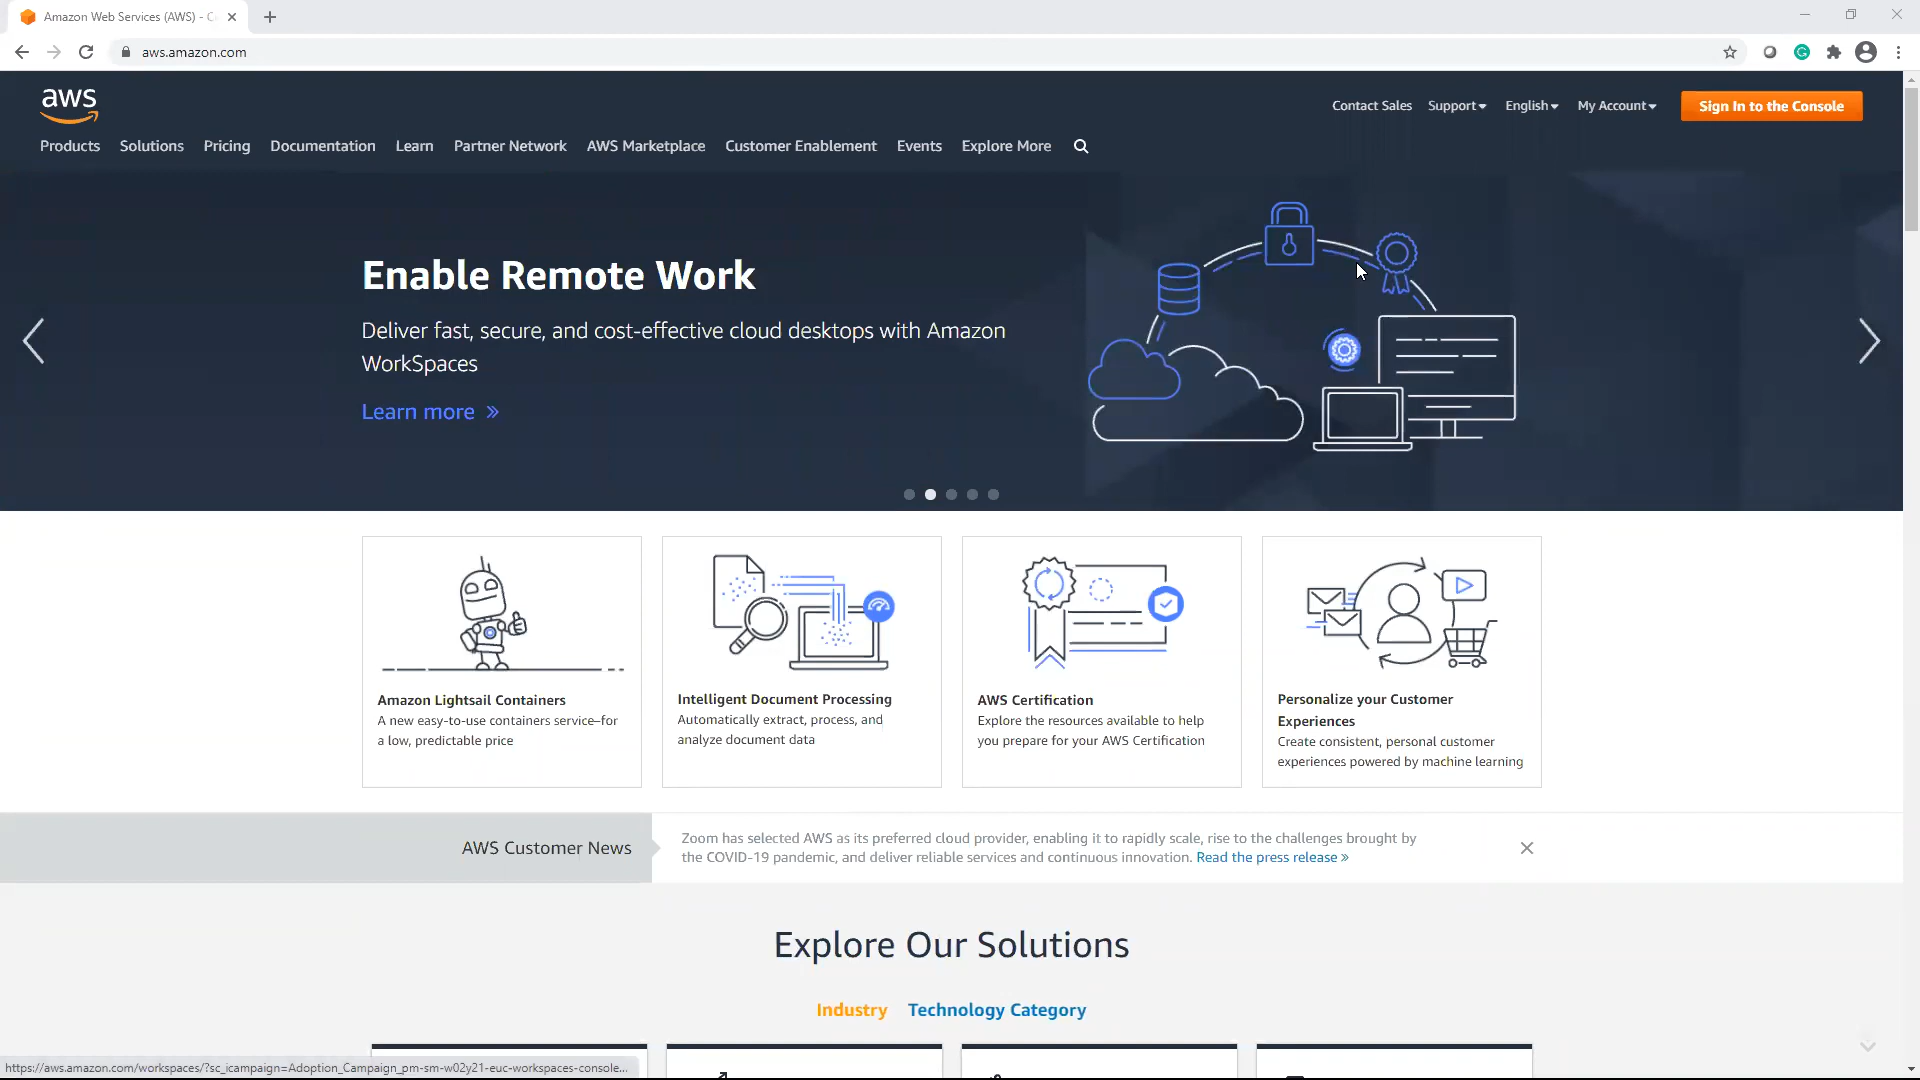 Amazon Web Services (AWS) - C
aws.amazon.com
aws
Contact Sales Support English My Account Sign In to the Console
Products Solutions Pricing Documentation Learn Partner Network AWS Marketplace Customer Enablement Events Explore More
Enable Remote Work
Deliver fast, secure, and cost-effective cloud desktops with Amazon
WorkSpaces
Learn more »
Amazon Lightsail Containers
A new easy-to-use containers service–for
a low, predictable price
Intelligent Document Processing
Automatically extract, process, and
analyze document data
AWS Certification
Explore the resources available to help
you prepare for your AWS Certification
Personalize your Customer
Experiences
Create consistent, personal customer
experiences powered by machine learning
AWS Customer News
Zoom has selected AWS as its preferred cloud provider, enabling it to rapidly scale, rise to the challenges brought by
the COVID-19 pandemic, and deliver reliable services and continuous innovation. Read the press release »
Explore Our Solutions
Industry Technology Category
https://aws.amazon.com/workspaces/?sc_icampaign=Adoption_Campaign_pm-sm-w02y21-euc-workspaces-console...